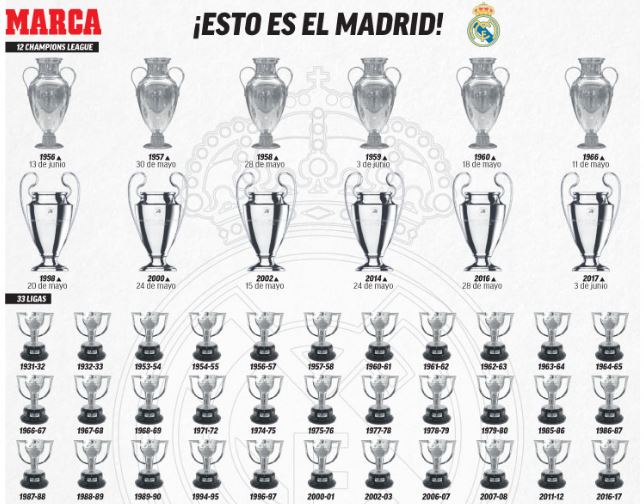 MARCA
¡ESTO ES EL MADRID!
12 CHAMPIONS LEAGUE
1956▲ 1957▲ 1958▲ 1959▲ 1960▲ 1966▲
13 de junio 30 de mayo 28 de mayo 3 de junio 18 de mayo 11 de mayo
1998▲ 2000▲ 2002▲ 2014▲ 2016▲ 2017▲
20 de mayo 24 de mayo 15 de mayo 24 de mayo 28 de mayo 3 de junio
33 LIGAS
1931-32 1932-33 1953-54 1954-55 1956-57 1957-58 1960-61 1961-62 1962-63 1963-64 1964-65
1966-67 1967-68 1968-69 1971-72 1974-75 1975-76 1977-78 1978-79 1979-80 1985-86 1986-87
1987-88 1988-89 1989-90 1994-95 1996-97 2000-01 2002-03 2006-07 2007-08 2011-12 2016-17